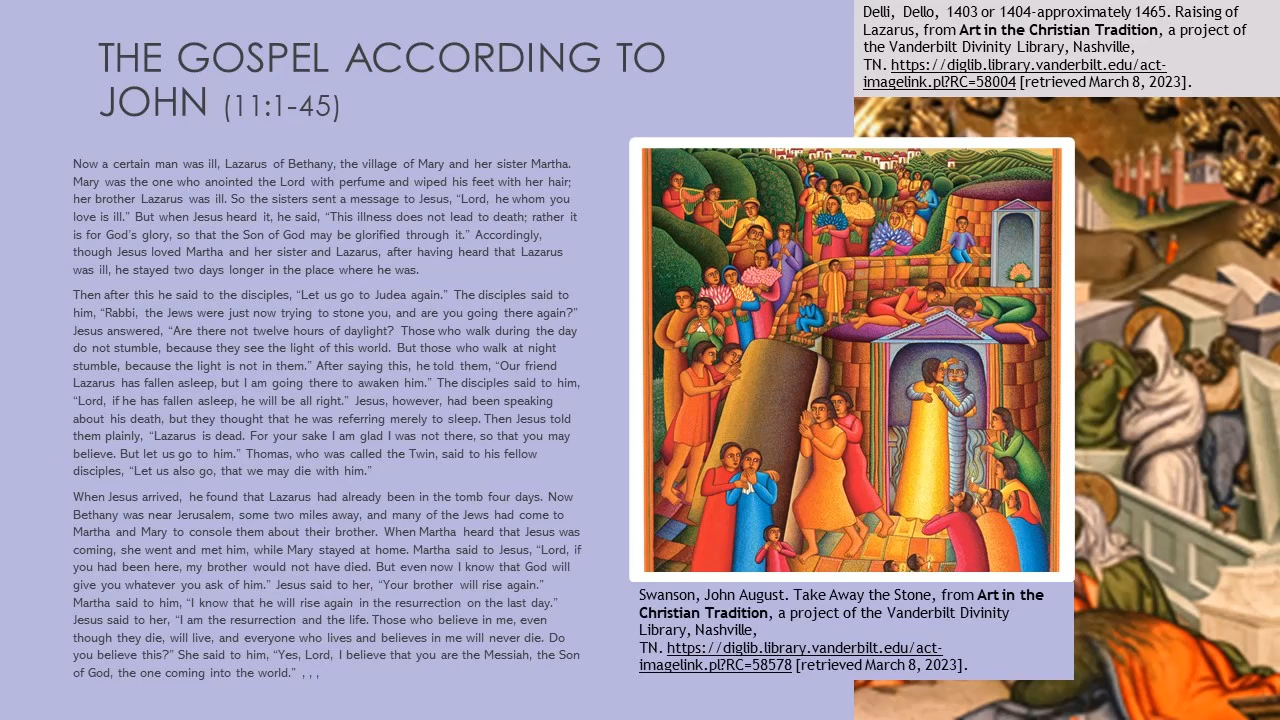 THE GOSPEL ACCORDING TO
JOHN (11:1-45)
Now a certain man was ill, Lazarus of Bethany, the village of Mary and her sister Martha.
Mary was the one who anointed the Lord with perfume and wiped his feet with her hair;
her brother Lazarus was ill. So the sisters sent a message to Jesus, “Lord, he whom you
love is ill.” But when Jesus heard it, he said, “This illness does not lead to death; rather it
is for God’s glory, so that the Son of God may be glorified through it.” Accordingly,
though Jesus loved Martha and her sister and Lazarus, after having heard that Lazarus
was ill, he stayed two days longer in the place where he was.
Then after this he said to the disciples, “Let us go to Judea again.” The disciples said to
him, “Rabbi, the Jews were just now trying to stone you, and are you going there again?”
Jesus answered, “Are there not twelve hours of daylight? Those who walk during the day
do not stumble, because they see the light of this world. But those who walk at night
stumble, because the light is not in them.” After saying this, he told them, “Our friend
Lazarus has fallen asleep, but I am going there to awaken him.” The disciples said to him,
“Lord, if he has fallen asleep, he will be all right.” Jesus, however, had been speaking
about his death, but they thought that he was referring merely to sleep. Then Jesus told
them plainly, “Lazarus is dead. For your sake I am glad I was not there, so that you may
believe. But let us go to him.” Thomas, who was called the Twin, said to his fellow
disciples, “Let us also go, that we may die with him.”
When Jesus arrived, he found that Lazarus had already been in the tomb four days. Now
Bethany was near Jerusalem, some two miles away, and many of the Jews had come to
Martha and Mary to console them about their brother. When Martha heard that Jesus was
coming, she went and met him, while Mary stayed at home. Martha said to Jesus, “Lord, if
you had been here, my brother would not have died. But even now I know that God will
give you whatever you ask of him.” Jesus said to her, “Your brother will rise again.”
Martha said to him, “I know that he will rise again in the resurrection on the last day.”
Jesus said to her, “I am the resurrection and the life. Those who believe in me, even
though they die, will live, and everyone who lives and believes in me will never die. Do
you believe this?” She said to him, “Yes, Lord, I believe that you are the Messiah, the Son
of God, the one coming into the world.” , , ,
Delli, Dello, 1403 or 1404-approximately 1465. Raising of
Lazarus, from Art in the Christian Tradition, a project of
the Vanderbilt Divinity Library, Nashville,
TN. https://diglib.library.vanderbilt.edu/act-
imagelink.pl?RC=58004 [retrieved March 8, 2023].
Swanson, John August. Take Away the Stone, from Art in the
Christian Tradition, a project of the Vanderbilt Divinity
Library, Nashville,
TN. https://diglib.library.vanderbilt.edu/act-
imagelink.pl?RC=58578 [retrieved March 8, 2023].